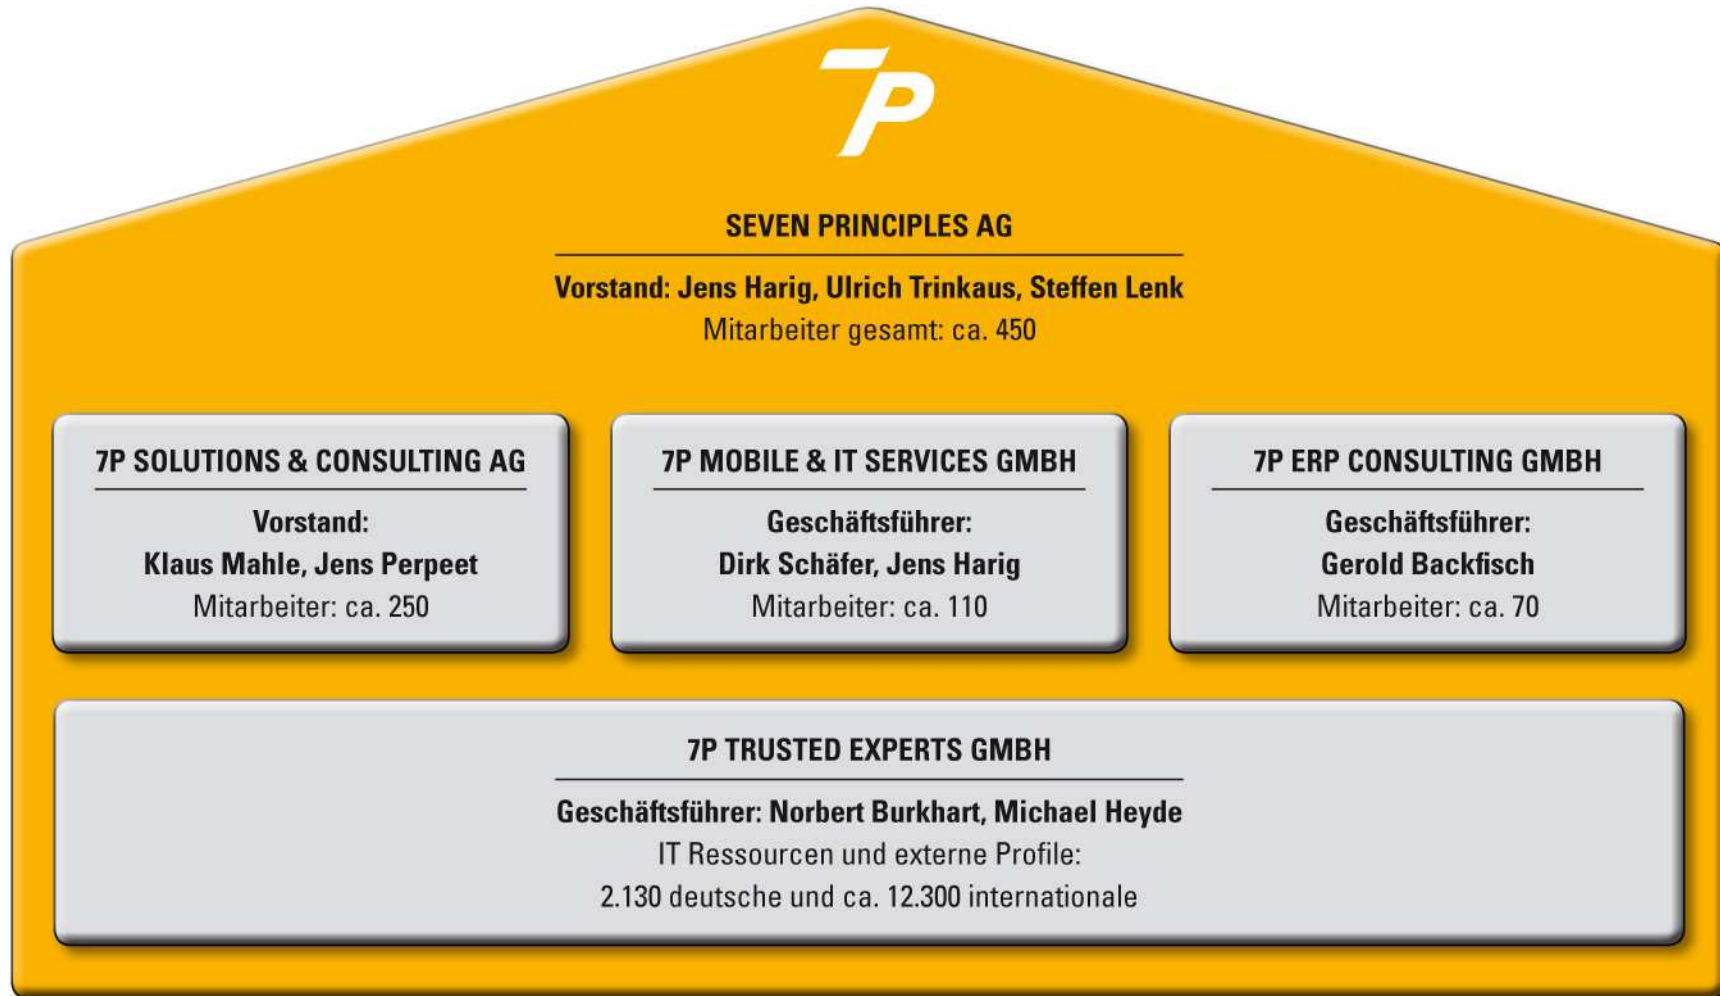 7P
SEVEN PRINCIPLES AG
Vorstand: Jens Harig, Ulrich Trinkaus, Steffen Lenk
Mitarbeiter gesamt: ca. 450
7P SOLUTIONS & CONSULTING AG
Vorstand:
Klaus Mahle, Jens Perpeet
Mitarbeiter: ca. 250
7P MOBILE & IT SERVICES GMBH
Geschäftsführer:
Dirk Schäfer, Jens Harig
Mitarbeiter: ca. 110
7P ERP CONSULTING GMBH
Geschäftsführer:
Gerold Backfisch
Mitarbeiter: ca. 70
7P TRUSTED EXPERTS GMBH
Geschäftsführer: Norbert Burkhart, Michael Heyde
IT Ressourcen und externe Profile:
2.130 deutsche und ca. 12.300 internationale